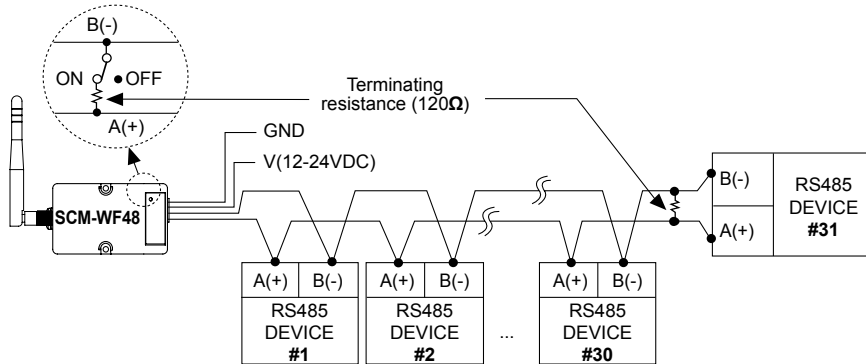 B(-)
ON
OFF
A(+)
Terminating
resistance (120Ω)
GND
V(12-24VDC)
SCM-WF48
B(-)
A(+)
RS485
DEVICE
#31
A(+)
B(-)
RS485
DEVICE
#1
A(+)
B(-)
RS485
DEVICE
#2
...
A(+)
B(-)
RS485
DEVICE
#30